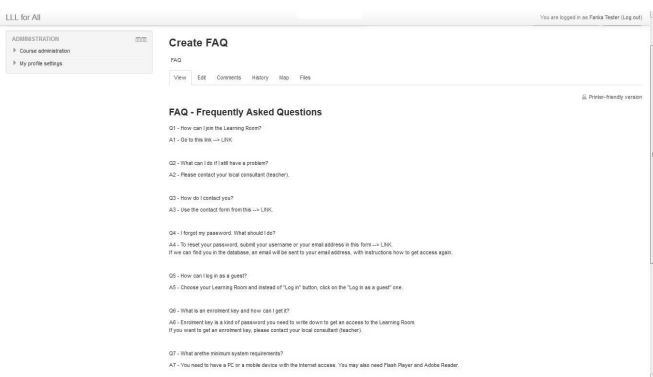 LLL for All
You are logged in as Fanka Tester (Log out)
ADMINISTRATION
Course administration
My profile settings
Create FAQ
FAQ
View Edit Comments History Map Files
Printer-friendly version
FAQ - Frequently Asked Questions
Q1 - How can I join the Learning Room?
A1 - Go to this link --> LINK
Q2 - What can I do if I still have a problem?
A2 - Please contact your local consultant (teacher).
Q3 - How do I contact you?
A3 - Use the contact form from this --> LINK.
Q4 - I forgot my password. What should I do?
A4 - To reset your password, submit your username or your email address in this form --> LINK.
If we can find you in the database, an email will be sent to your email address, with instructions how to get access again.
Q5 - How can I log in as a guest?
A5 - Choose your Learning Room and instead of "Log in" button, click on the "Log in as a guest" one.
Q6 - What is an enrolment key and how can I get it?
A6 - Enrolment key is a kind of password you need to write down to get an access to the Learning Room
If you want to get an enrolment key, please contact your local consultant (teacher).
Q7 - What arethe minimum system requirements?
A7 - You need to have a PC or a mobile device with the Internet access. You may also need Flash Player and Adobe Reader.